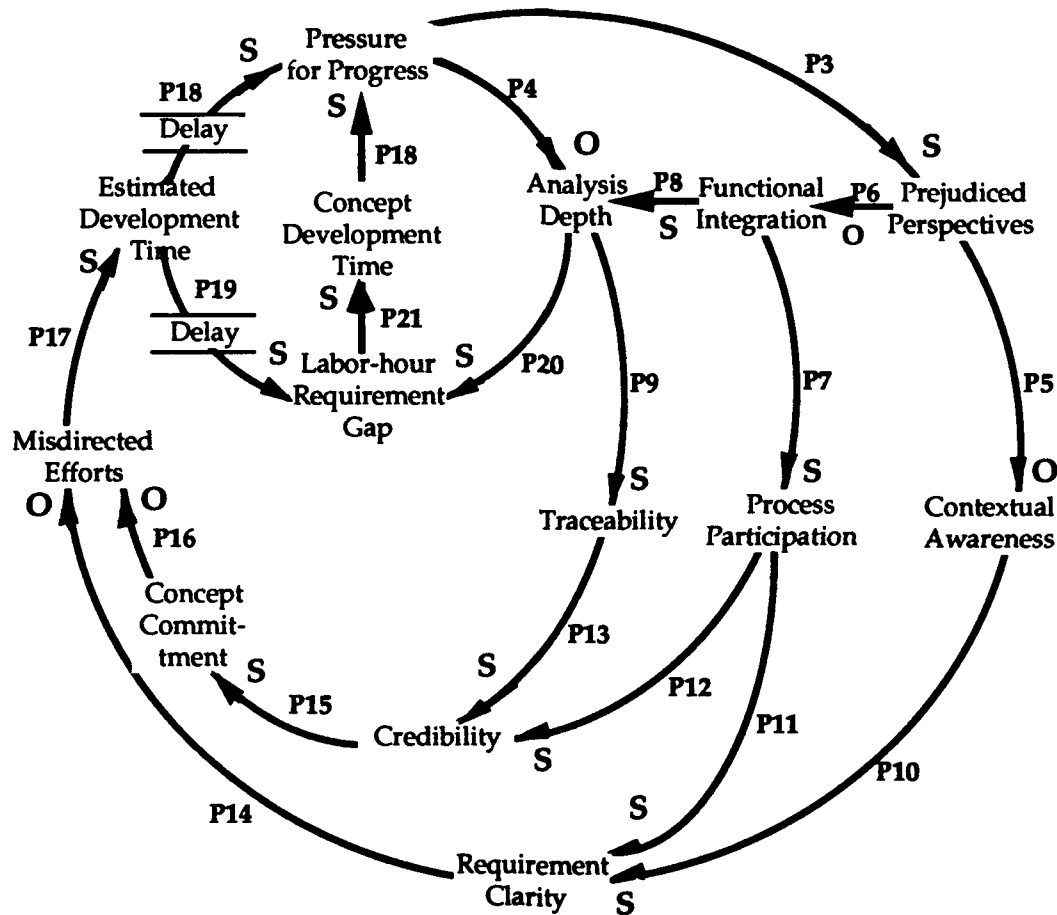 Pressure
for Progress
S
P3
P18
S
P4
Delay
P18
O
S
Estimated
Development
Time
Concept
Development
Time
Analysis
Depth
P8
S
Functional
Integration
P6
O
Prejudiced
Perspectives
S
P19
S
P21
P17
Delay
S
Labor-hour
Requirement
Gap
S
P20
P9
P7
P5
Misdirected
Efforts
O
O
S
S
O
P16
Traceability
Process
Participation
Contextual
Awareness
Concept
Commit-
tment
S
P13
P15
S
P12
P11
Credibility
S
P10
P14
S
Requirement
Clarity
S